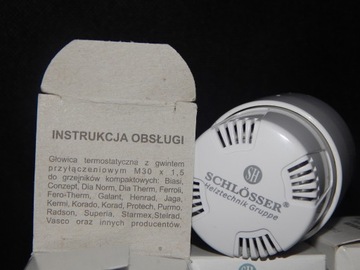 INSTRUKCJA OBSŁUGI
Głowica termostatyczna z gwintem
przyłączeniowym M30 x 1,5
do grzejników kompaktowych: Biasi,
Concept, Dia Norm, Dia Therm, Ferroli,
Fero-Therm, Galant, Henrad, Jaga,
Kermi, Korado, Korad, Protech, Purmo,
Radson, Superia, Starmex, Stelrad,
Vasco oraz innych producentów.
SH
SCHLÖSSER
Heiztechnik Gruppe